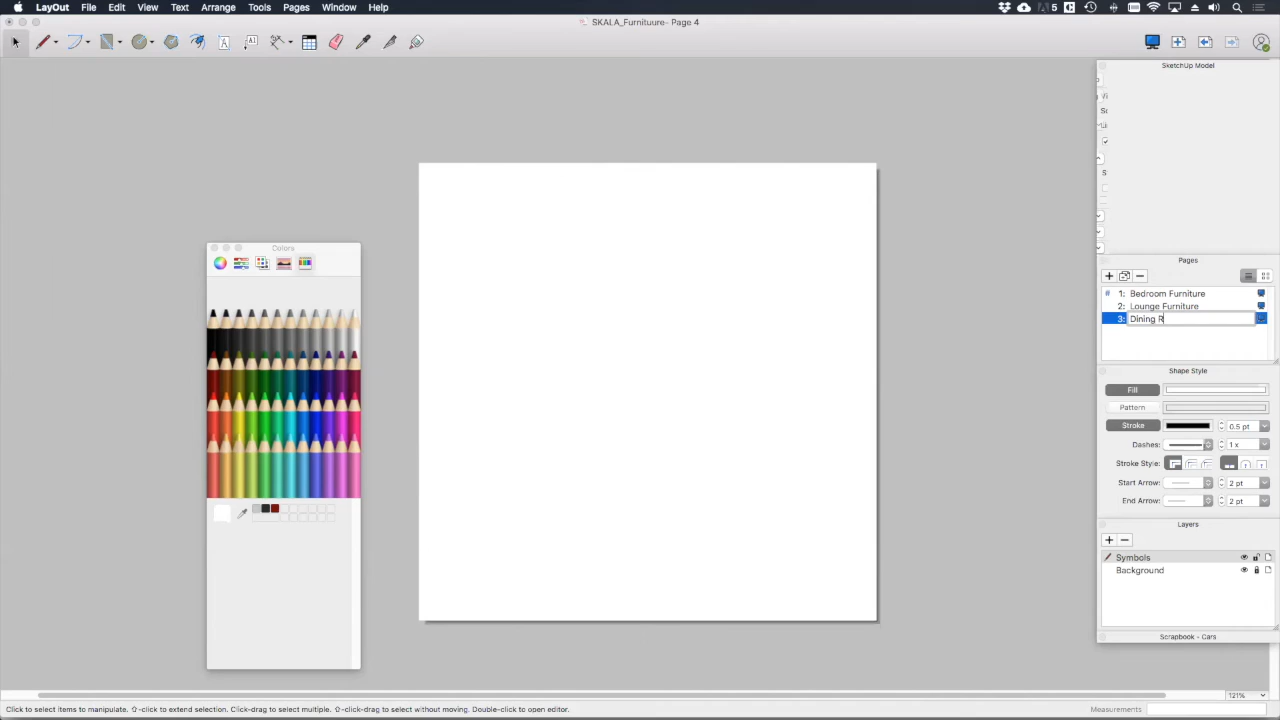 LayOut File Edit View Text Arrange Tools Pages Window Help 5
SKALA_Furnituure- Page 4
SketchUp Model
Colors
Pages
1: Bedroom Furniture
2: Lounge Furniture
3: Dining R
Shape Style
Fill
Pattern
Stroke 0.5 pt
Dashes: 1 x
Stroke Style:
Start Arrow: 2 pt
End Arrow: 2 pt
Layers
Symbols
Background
Scrapbook - Cars
121%
Click to select items to manipulate. ⇧-click to extend selection. Click-drag to select multiple. ⇧-click-drag to select without moving. Double-click to open editor. Measurements